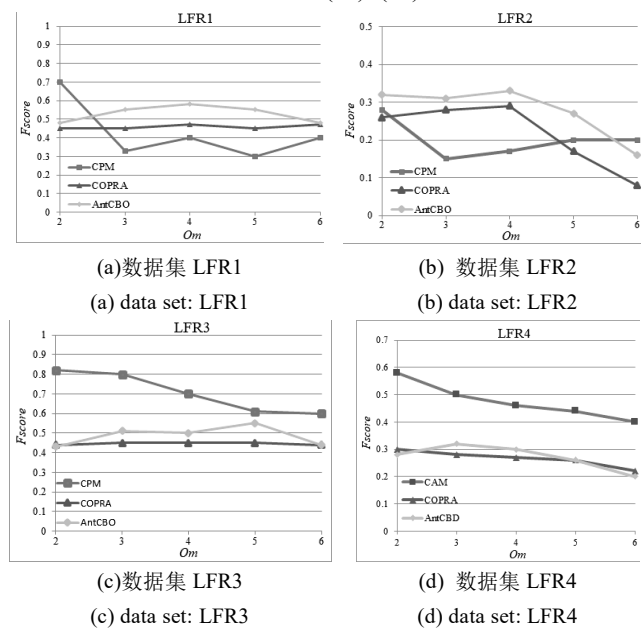 LFR1
1
0.9
0.8
0.7
0.6
0.5
0.4
0.3
0.2
0.1
0
Fscore
CPM
COPRA
AntCBO
2 3 4 5 6
Om
(a)数据集 LFR1
(a) data set: LFR1
LFR2
0.5
0.4
0.3
0.2
0.1
0
Fscore
CPM
COPRA
AntCBO
2 3 4 5 6
Om
(b) 数据集 LFR2
(b) data set: LFR2
LFR3
1
0.9
0.8
0.7
0.6
0.5
0.4
0.3
0.2
0.1
0
Fscore
CPM
COPRA
AntCBO
2 3 4 5 6
Om
(c)数据集 LFR3
(c) data set: LFR3
LFR4
0.7
0.6
0.5
0.4
0.3
0.2
0.1
0
Fscore
CAM
COPRA
AntCBD
2 3 4 5 6
Om
(d) 数据集 LFR4
(d) data set: LFR4